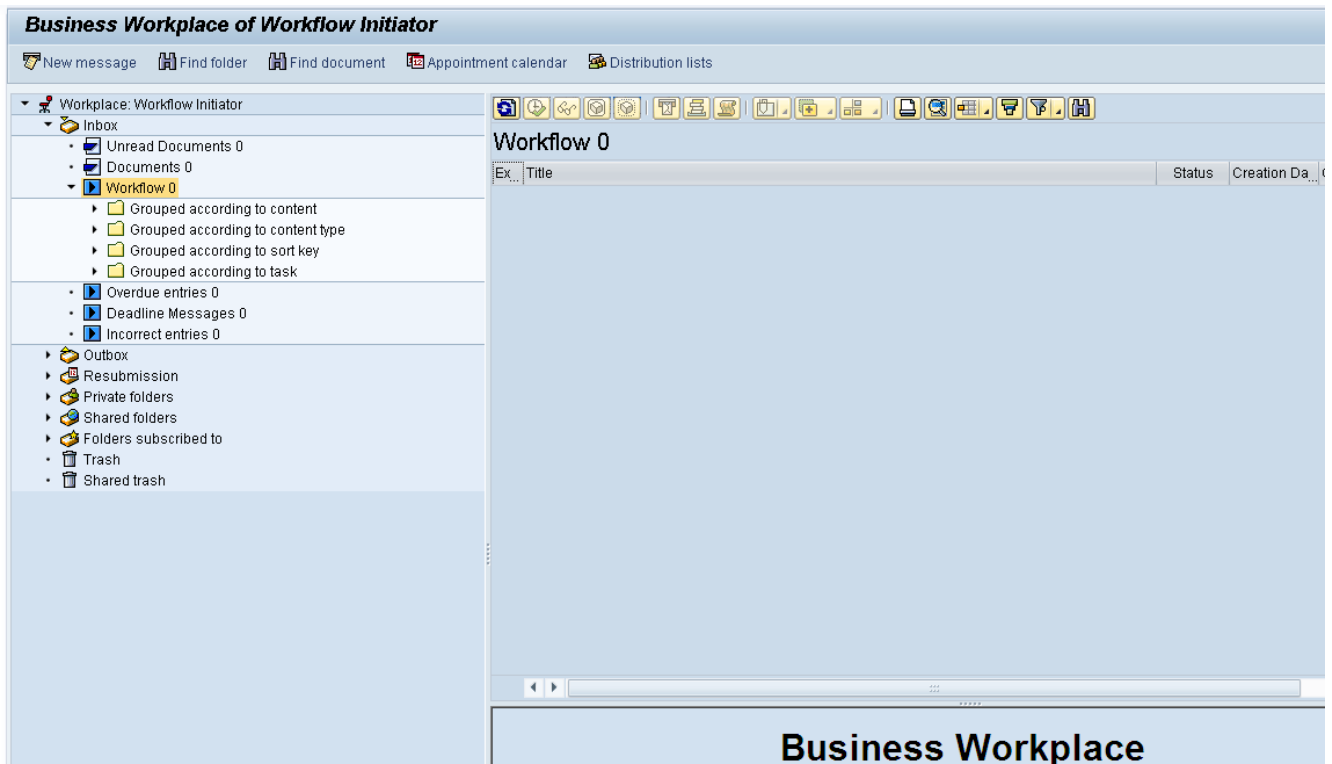 Business Workplace of Workflow Initiator
New message Find folder Find document Appointment calendar Distribution lists
Workplace: Workflow Initiator
Inbox
Unread Documents 0
Documents 0
Workflow 0
Grouped according to content
Grouped according to content type
Grouped according to sort key
Grouped according to task
Overdue entries 0
Deadline Messages 0
Incorrect entries 0
Outbox
Resubmission
Private folders
Shared folders
Folders subscribed to
Trash
Shared trash
Workflow 0
Ex... Title Status Creation Da...
Business Workplace